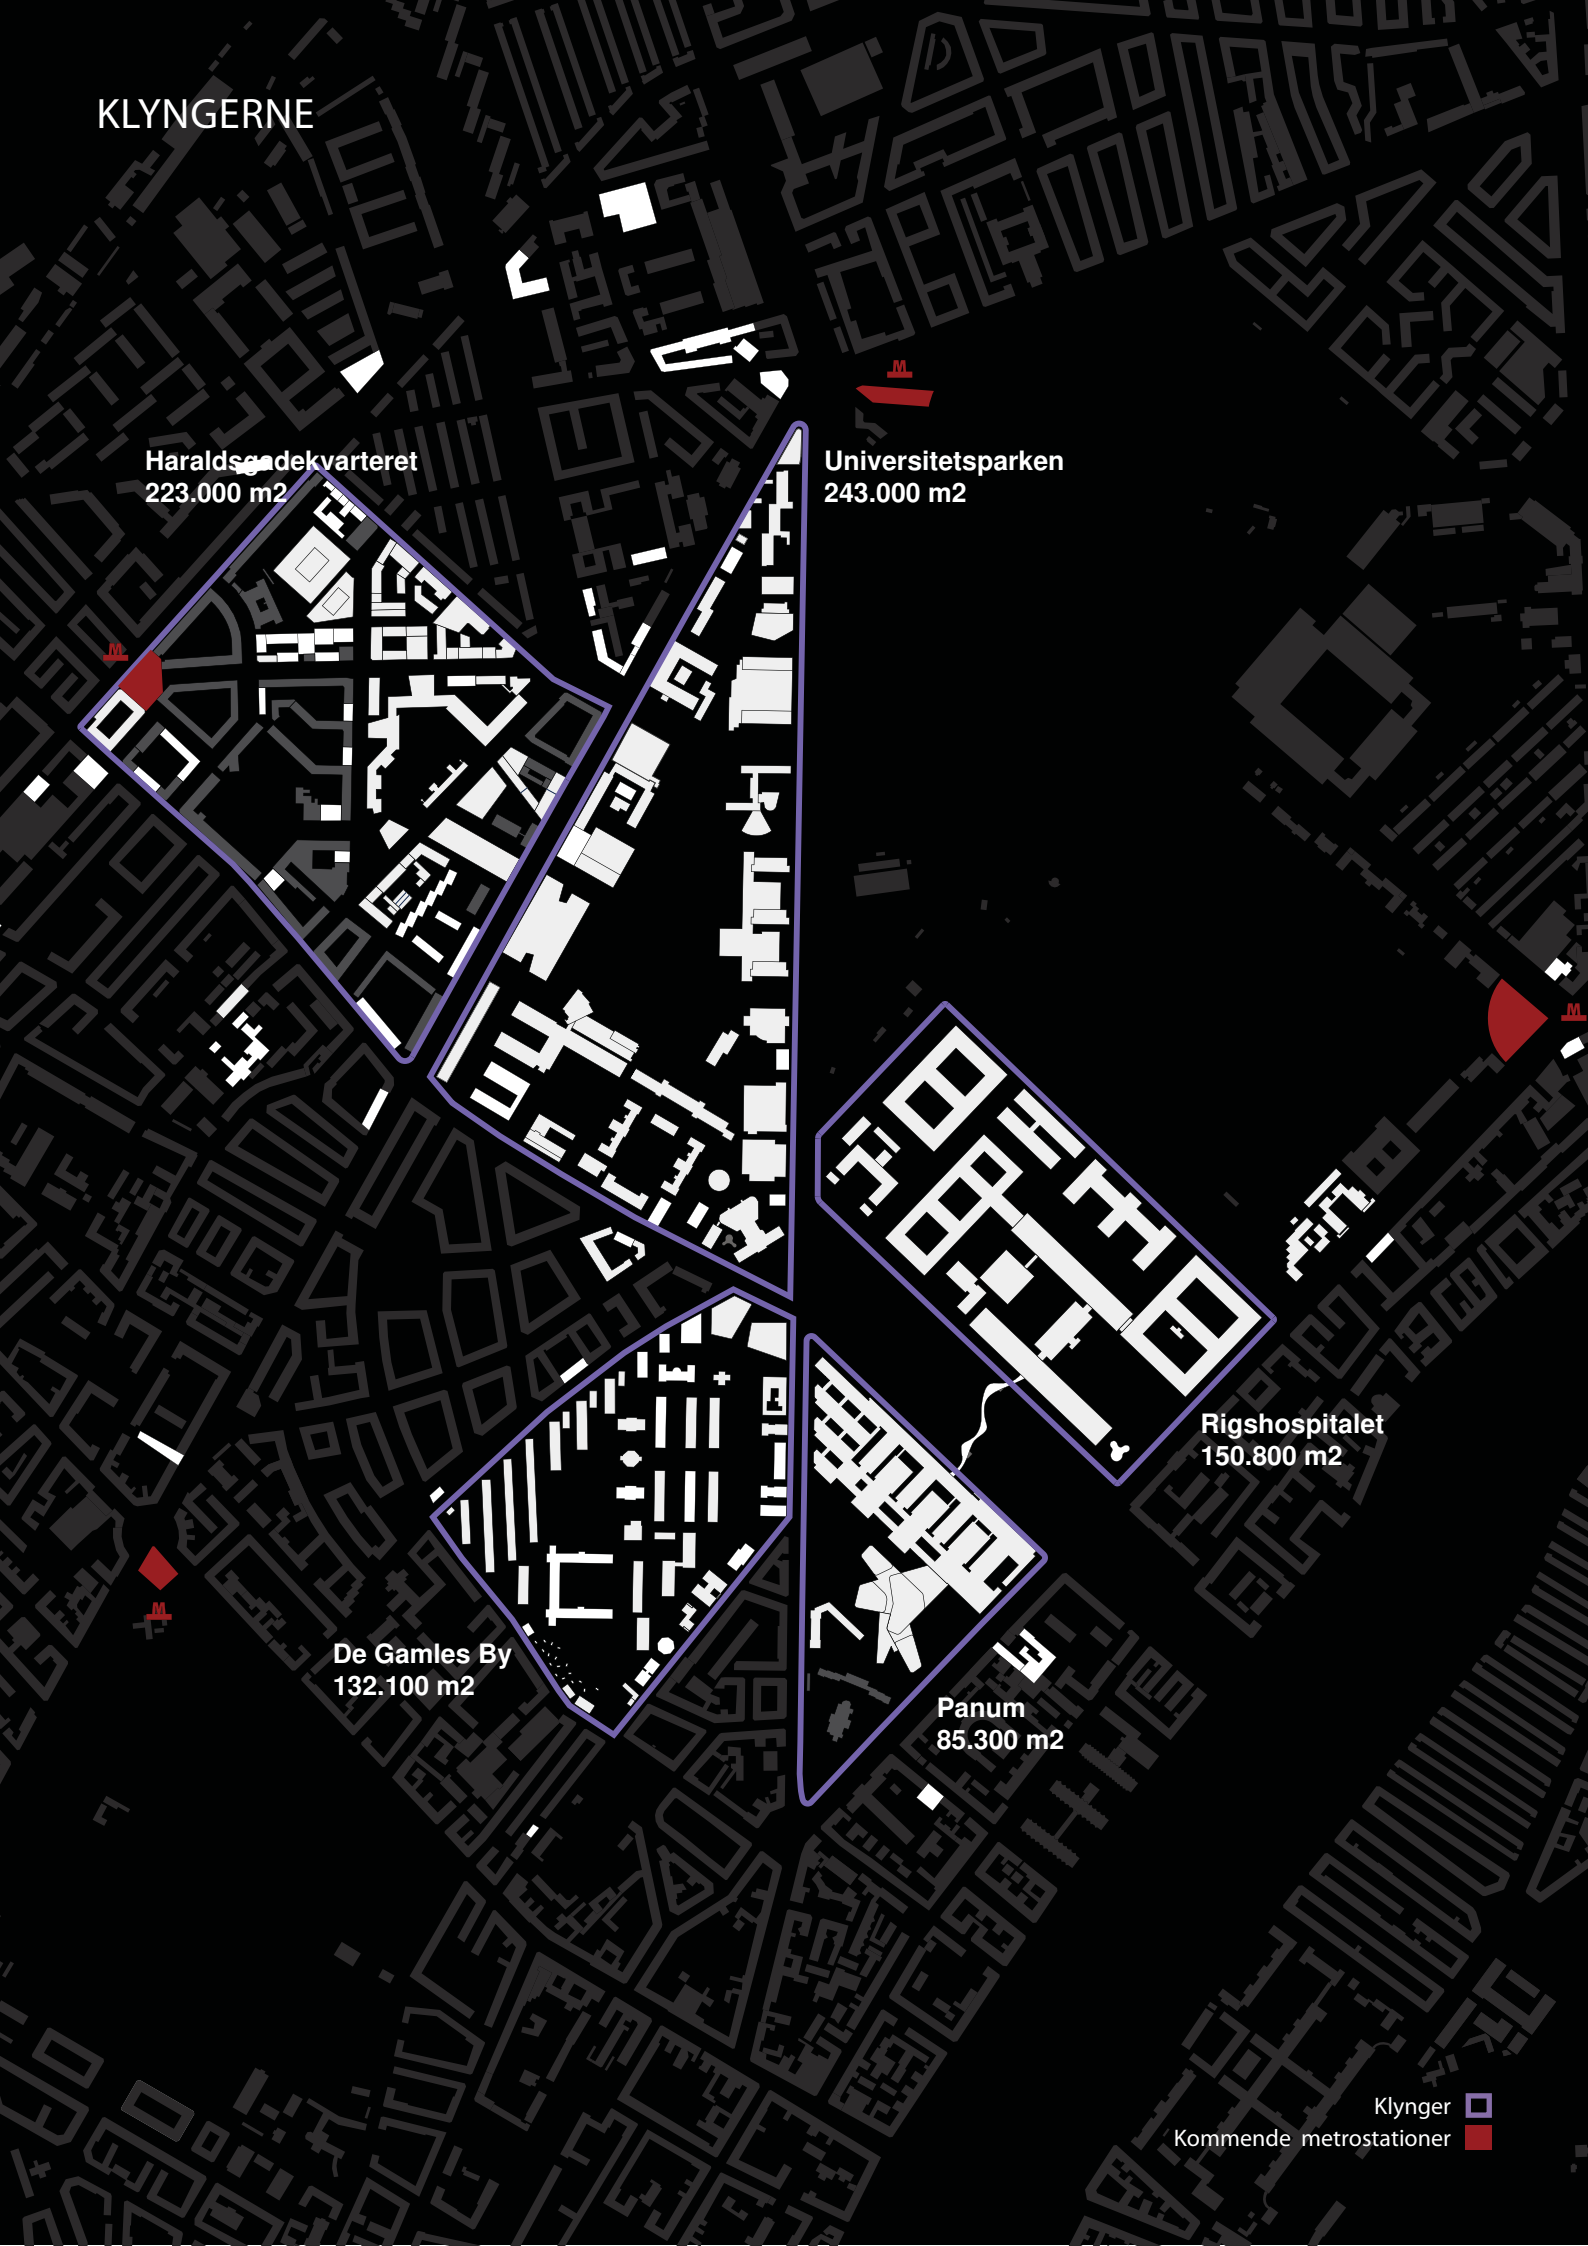 KLYNGERNE
M
Haraldsgadekvarteret
223.000 m2
Universitetsparken
243.000 m2
M
M
Rigshospitalet
150.800 m2
M
De Gamles By
132.100 m2
Panum
85.300 m2
Klynger
Kommende metrostationer